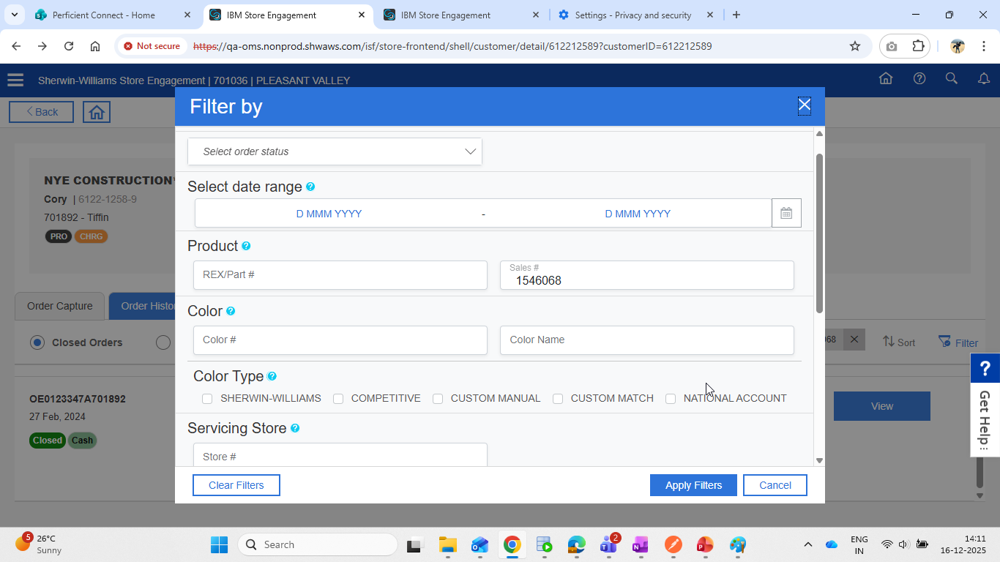 Perficient Connect - Home
IBM Store Engagement
IBM Store Engagement
Settings - Privacy and security
Not secure
https://qa-oms.nonprod.shwaws.com/isf/store-frontend/shell/customer/detail/612212589?customerID=612212589
Sherwin-Williams Store Engagement | 701036 | PLEASANT VALLEY
Back
Filter by
Select order status
Select date range
D MMM YYYY - D MMM YYYY
Product
REX/Part #
Sales #
1546068
Color
Color #
Color Name
Color Type
SHERWIN-WILLIAMS
COMPETITIVE
CUSTOM MANUAL
CUSTOM MATCH
NATIONAL ACCOUNT
Servicing Store
Store #
Clear Filters
Apply Filters
Cancel
NYE CONSTRUCTION
Cory | 6122-1258-9
701892 - Tiffin
PRO
CHRG
Order Capture
Closed Orders
68
Sort
Filter
OE0123347A701892
27 Feb, 2024
Closed
Cash
View
?
Get Help
5
26°C
Sunny
Search
2
ENG
IN
14:11
16-12-2025